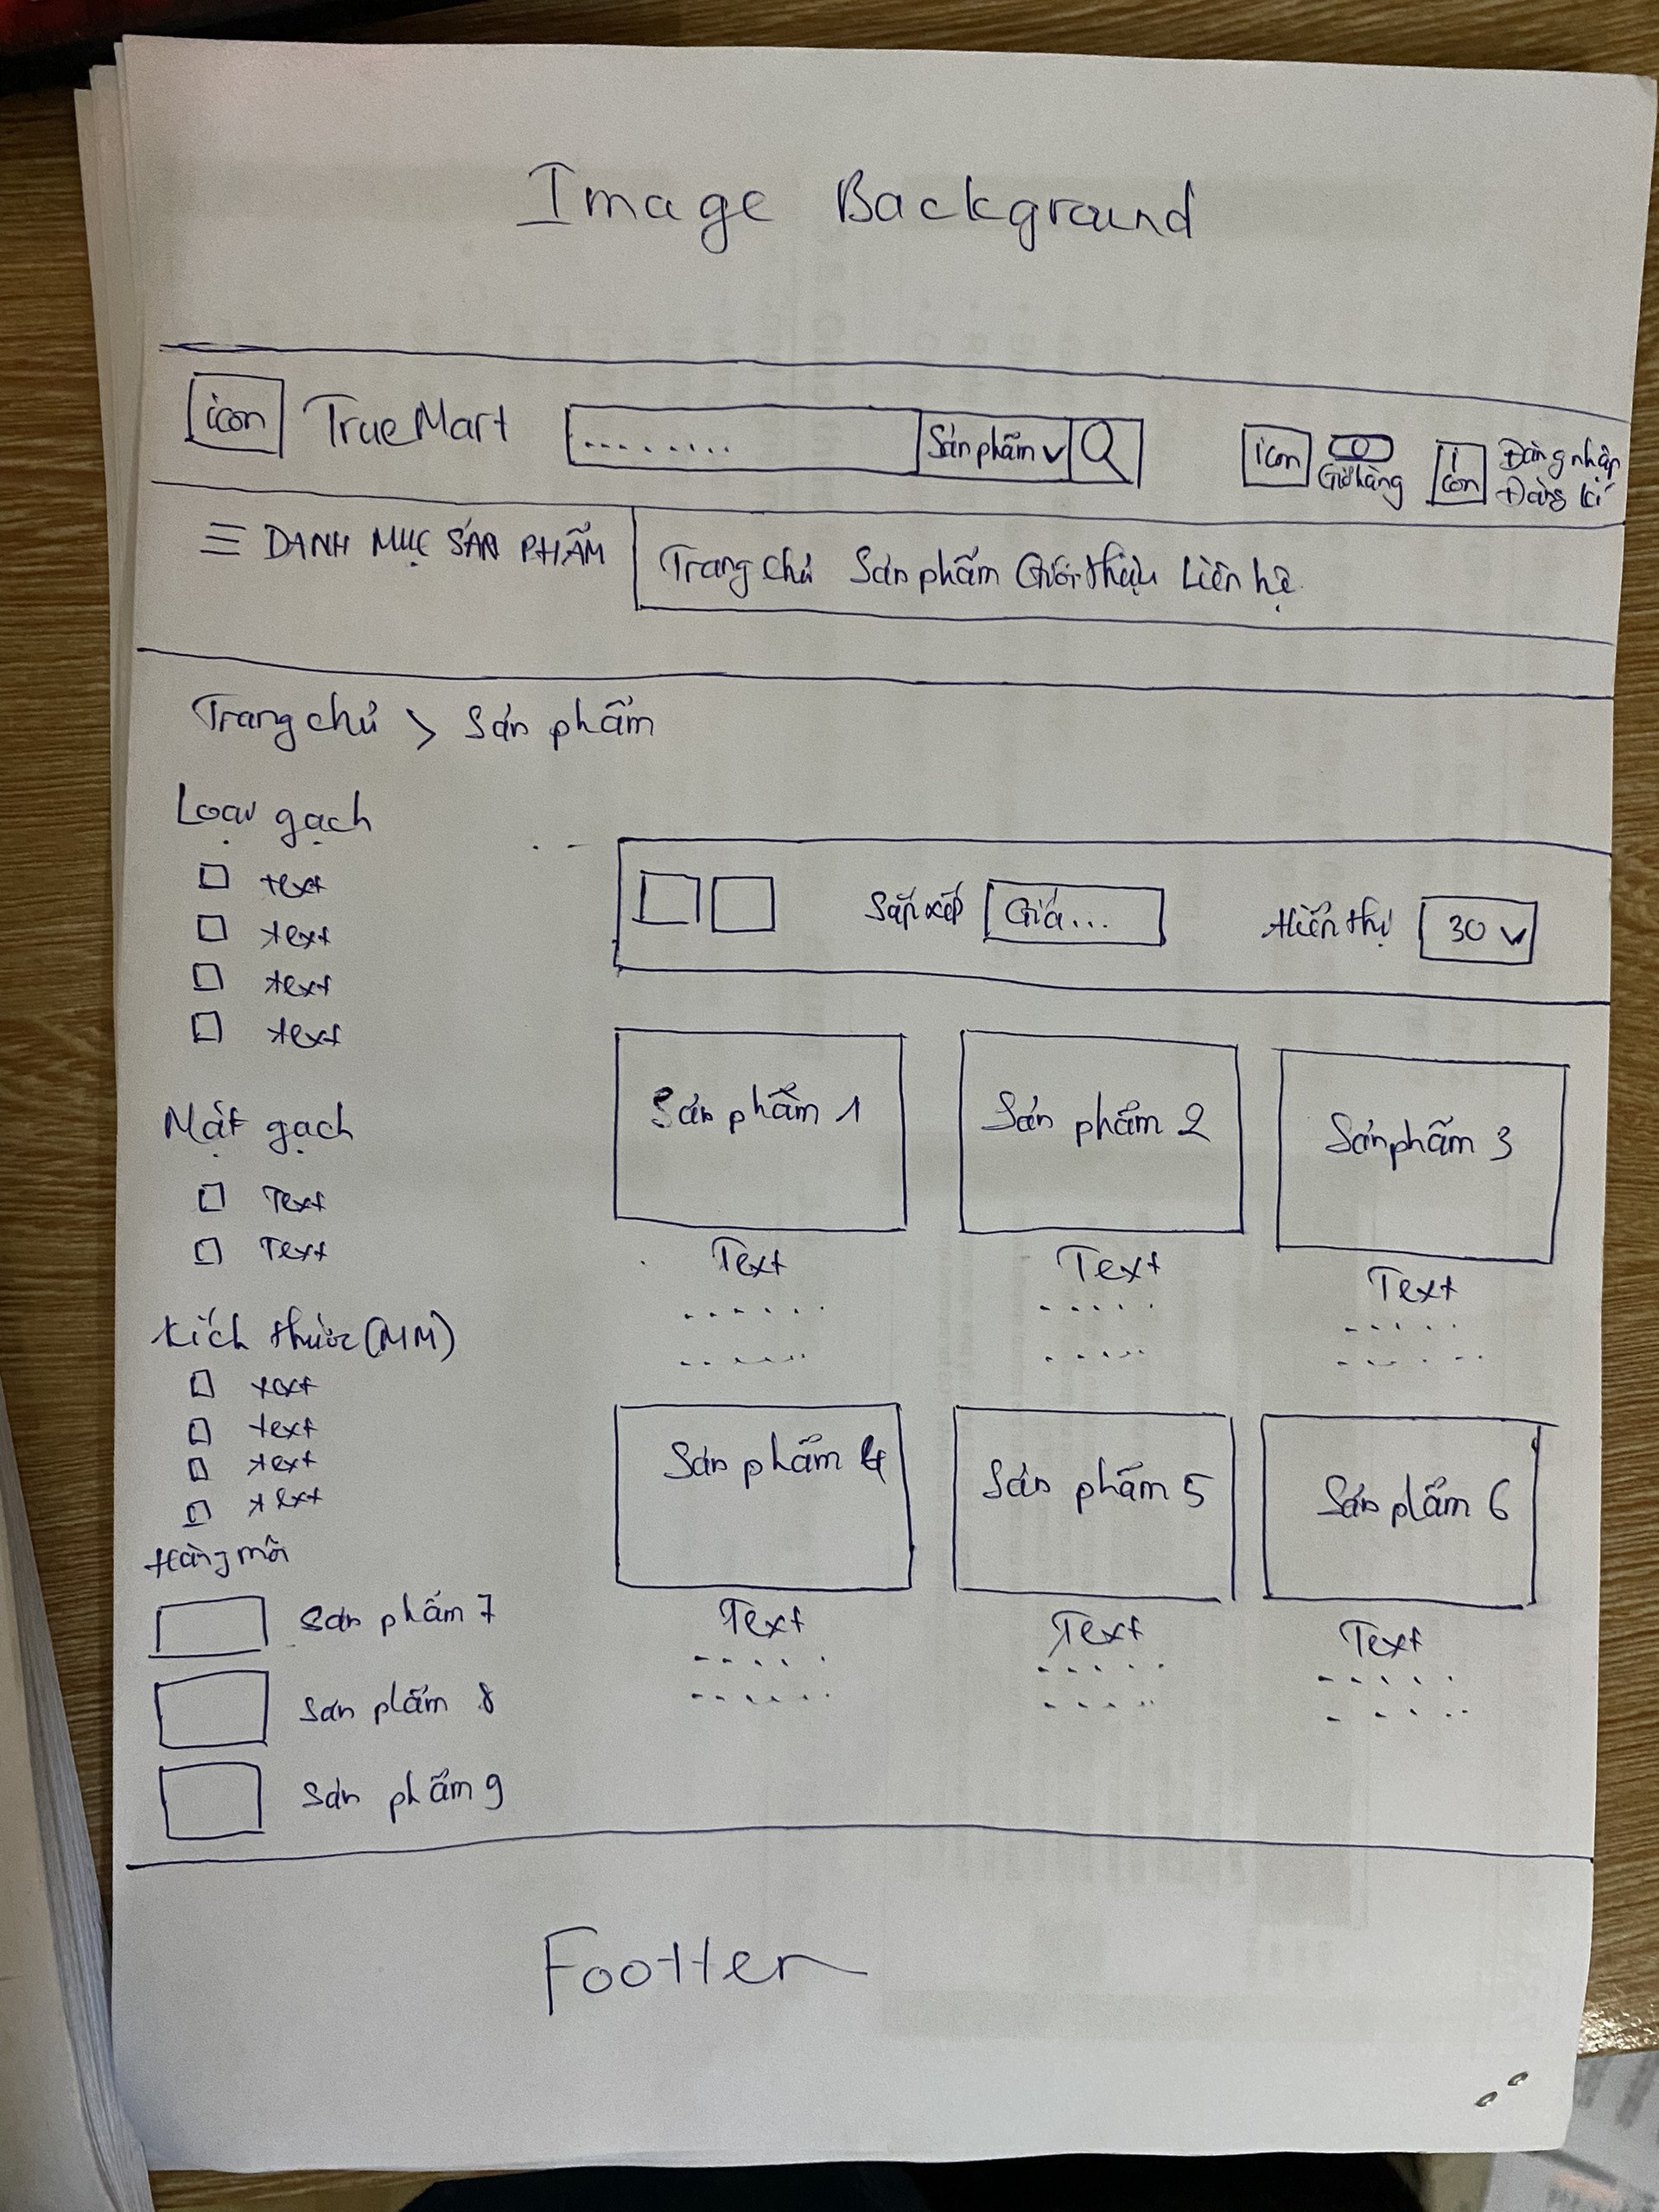 Image Background
icon TrueMart ......... Sản phẩm icon 0 Giỏ hàng icon Đăng nhập
Đăng kí
DANH MỤC SẢN PHẨM Trang chủ Sản phẩm Giới thiệu Liên hệ
Trang chủ > Sản phẩm
Loại gạch
text
text
text
text
Sắp xếp Giá... Hiển thị 30
Mặt gạch
Text
Text
Sản phẩm 1 Sản phẩm 2 Sản phẩm 3
Text Text Text
Kích thước (MM)
text
text
text
text
Sản phẩm 4 Sản phẩm 5 Sản phẩm 6
Text Text Text
Hàng mới
Sản phẩm 7
Sản phẩm 8
Sản phẩm 9
Footter